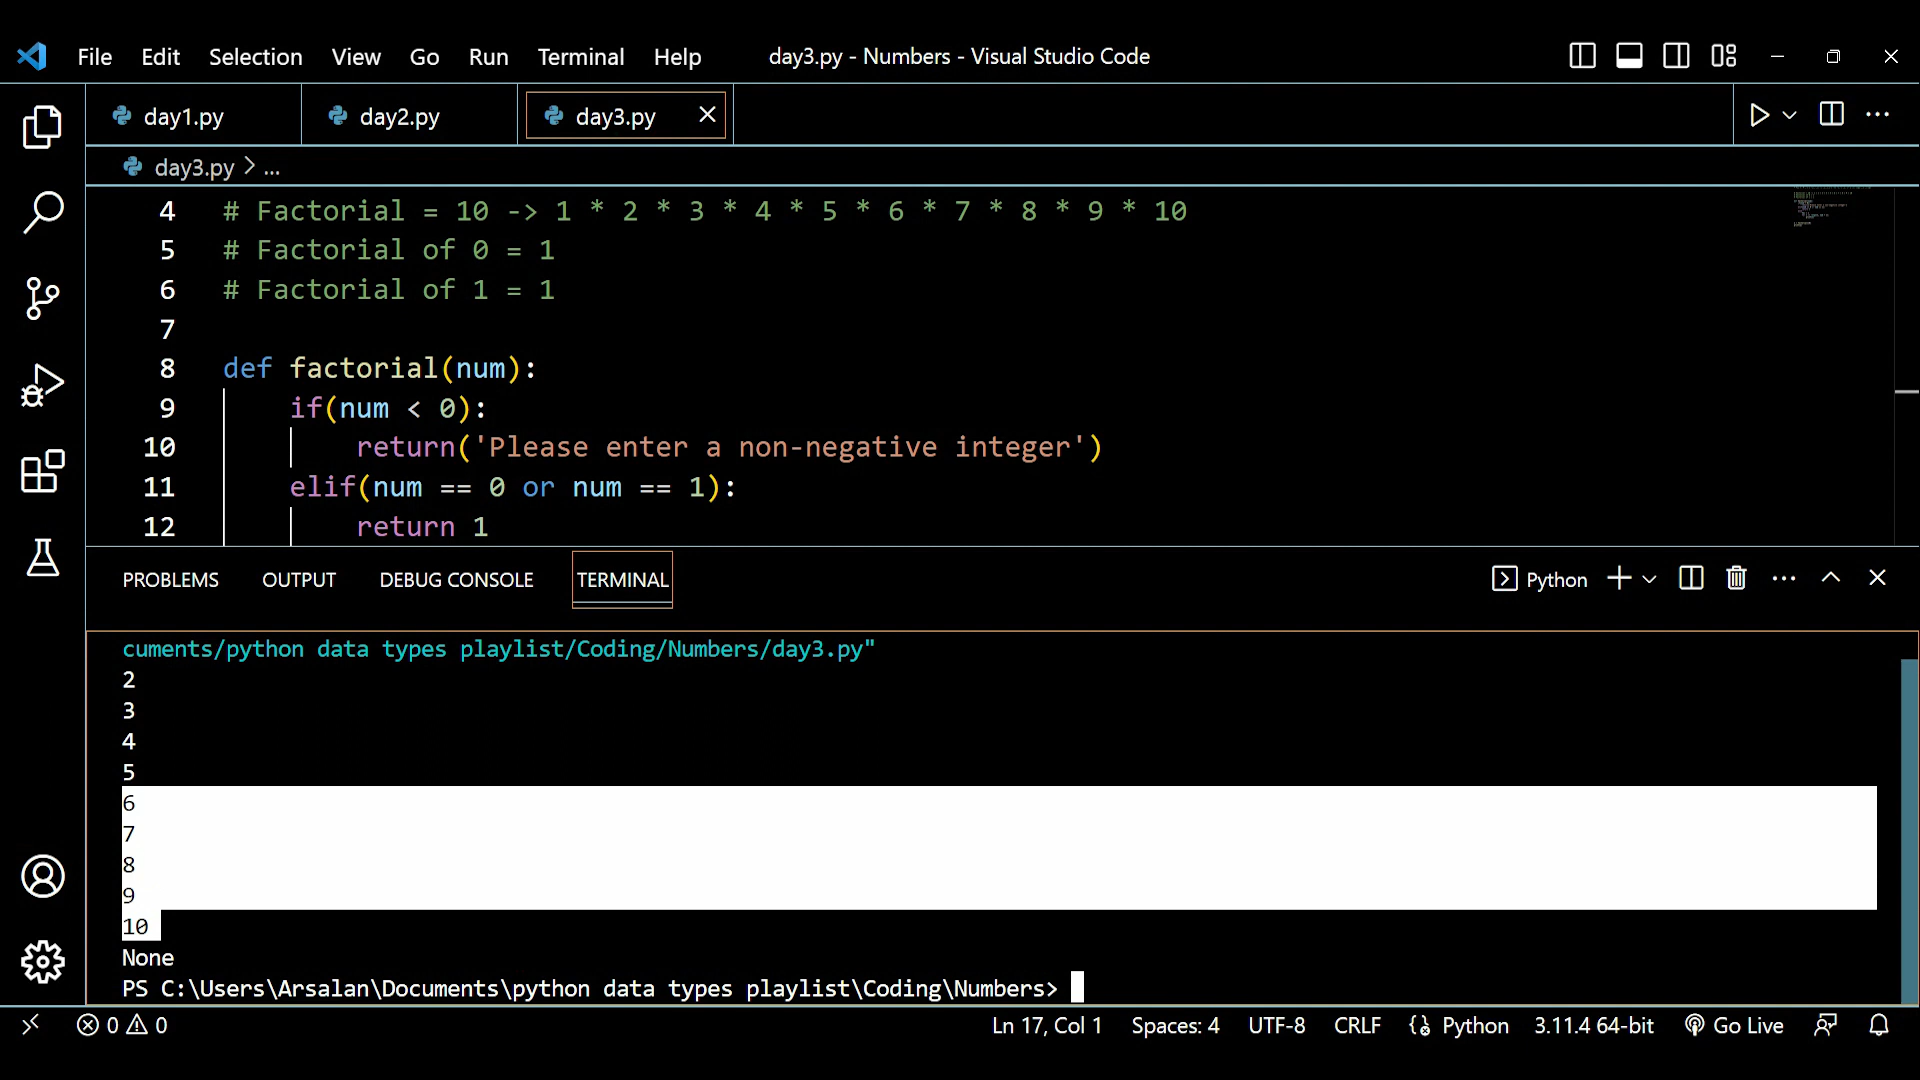 File Edit Selection View Go Run Terminal Help day3.py - Numbers - Visual Studio Code
day1.py day2.py day3.py
day3.py > ...
4 # Factorial = 10 -> 1 * 2 * 3 * 4 * 5 * 6 * 7 * 8 * 9 * 10
5 # Factorial of 0 = 1
6 # Factorial of 1 = 1
7
8 def factorial(num):
9 if(num < 0):
10 return('Please enter a non-negative integer')
11 elif(num == 0 or num == 1):
12 return 1
PROBLEMS OUTPUT DEBUG CONSOLE TERMINAL Python
cuments/python data types playlist/Coding/Numbers/day3.py"
2
3
4
5
6
7
8
9
10
None
PS C:\Users\Arsalan\Documents\python data types playlist\Coding\Numbers>
0 0 Ln 17, Col 1 Spaces: 4 UTF-8 CRLF Python 3.11.4 64-bit Go Live